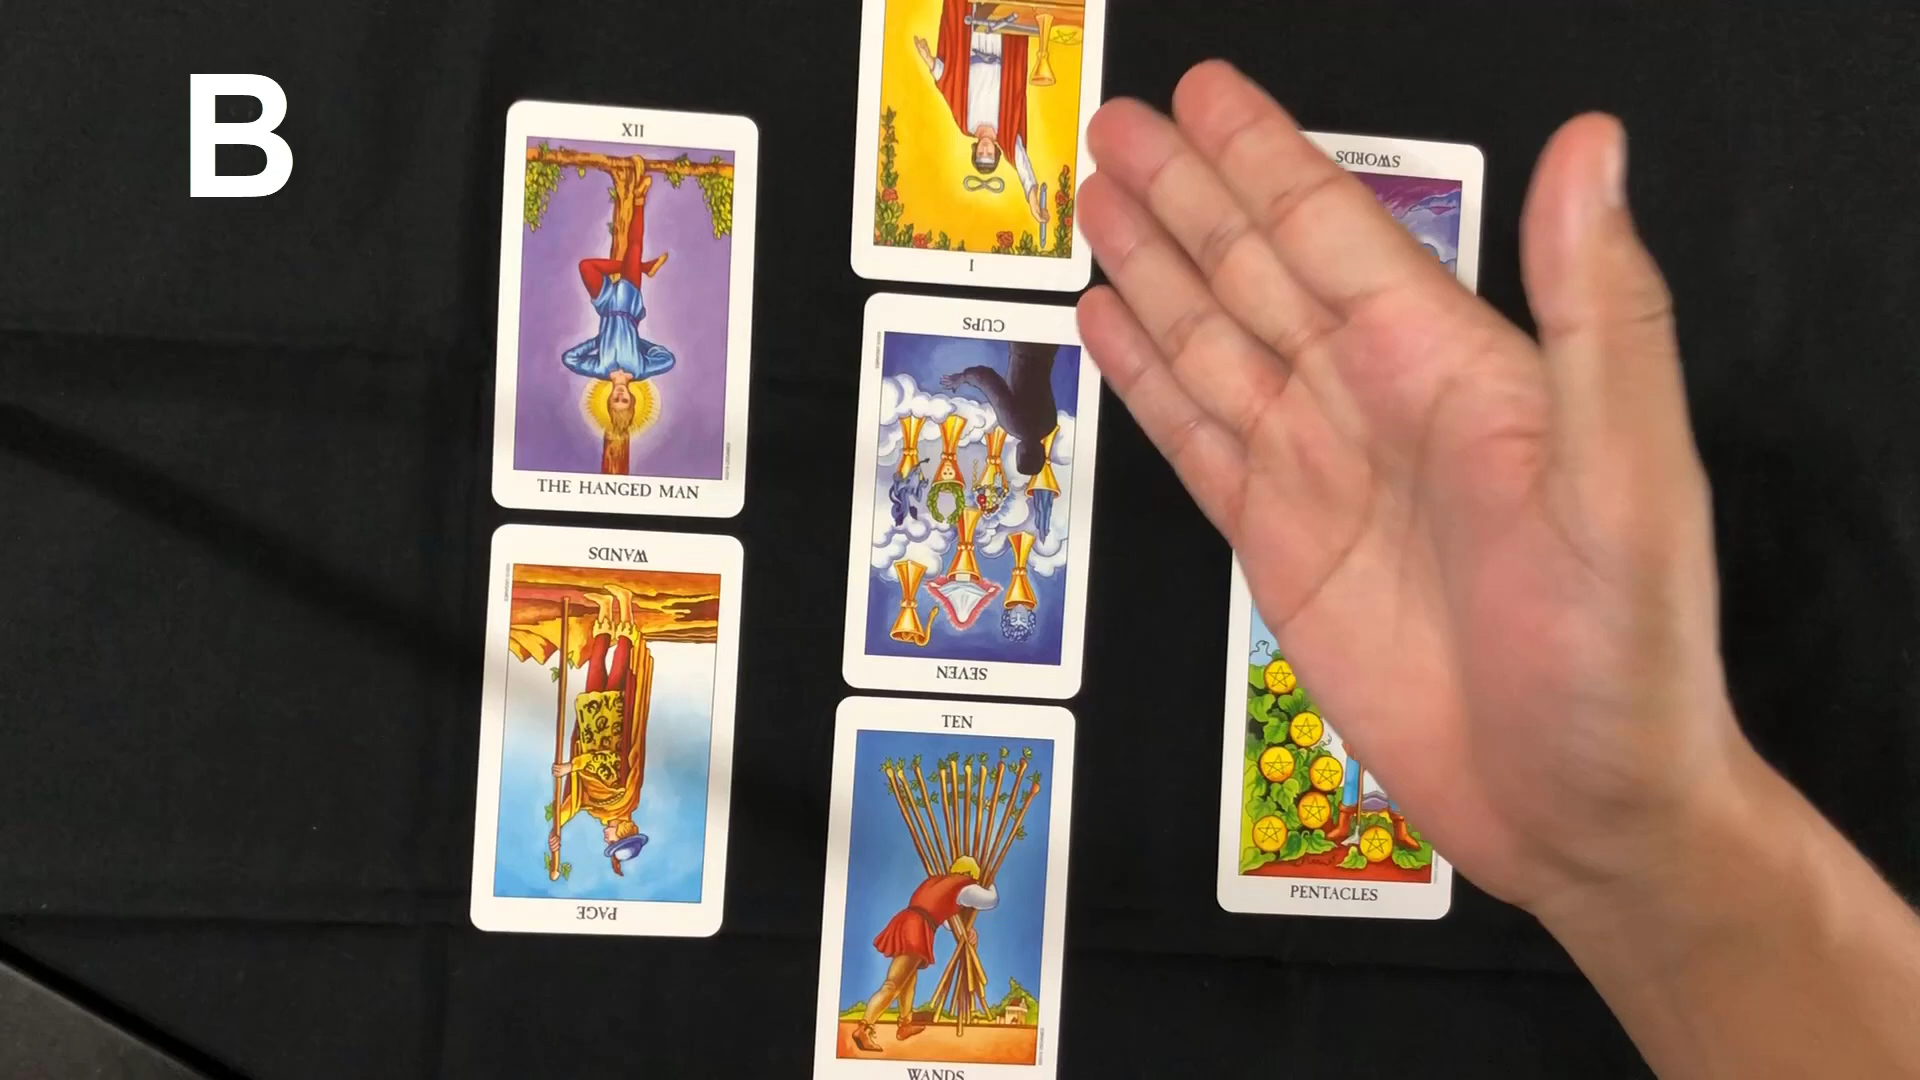 B
XII
THE HANGED MAN
WANDS
PAGE
I
CUPS
SEVEN
TEN
WANDS
SWORDS
PENTACLES